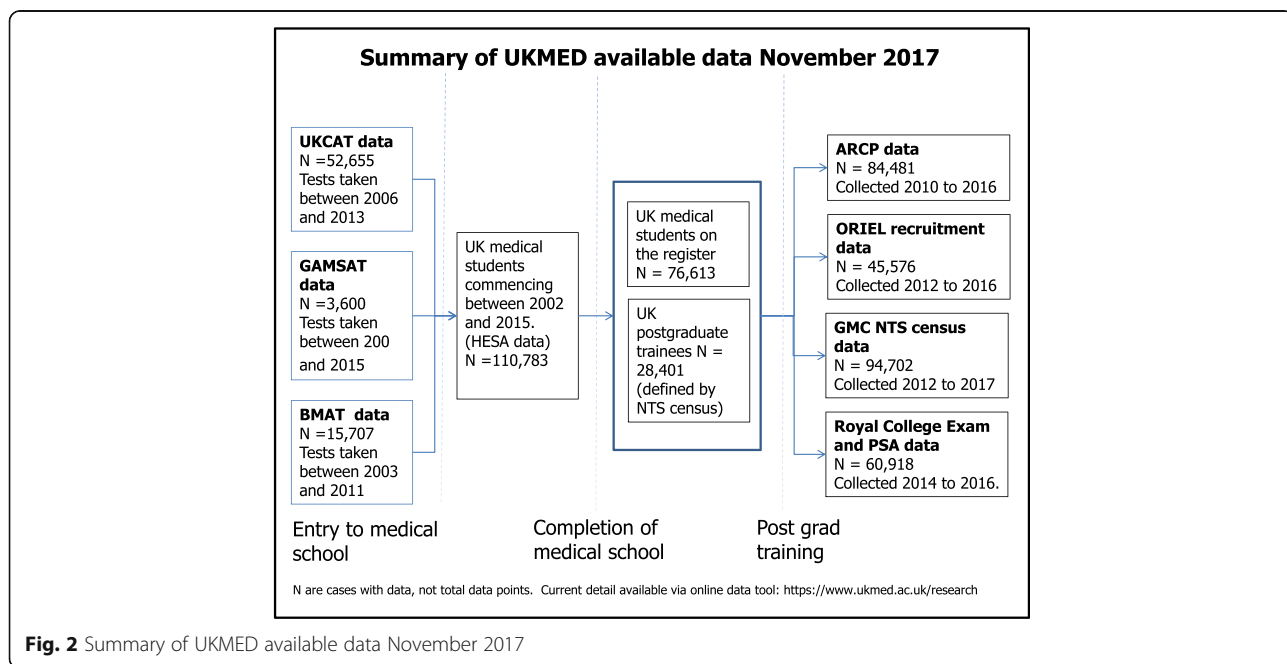 Summary of UKMED available data November 2017
UKCAT data
N =52,655
Tests taken
between 2006
and 2013
GAMSAT
data
N =3,600
Tests taken
between 200
and 2015
BMAT data
N =15,707
Tests taken
between 2003
and 2011
UK medical
students
commencing
between 2002
and 2015.
(HESA data)
N =110,783
UK medical
students on
the register
N = 76,613
UK
postgraduate
trainees N =
28,401
(defined by
NTS census)
ARCP data
N = 84,481
Collected 2010 to 2016
ORIEL recruitment
data
N = 45,576
Collected 2012 to 2016
GMC NTS census
data
N = 94,702
Collected 2012 to 2017
Royal College Exam
and PSA data
N = 60,918
Collected 2014 to 2016.
Entry to medical
school
Completion of
medical school
Post grad
training
N are cases with data, not total data points. Current detail available via online data tool: https://www.ukmed.ac.uk/research
Fig. 2 Summary of UKMED available data November 2017